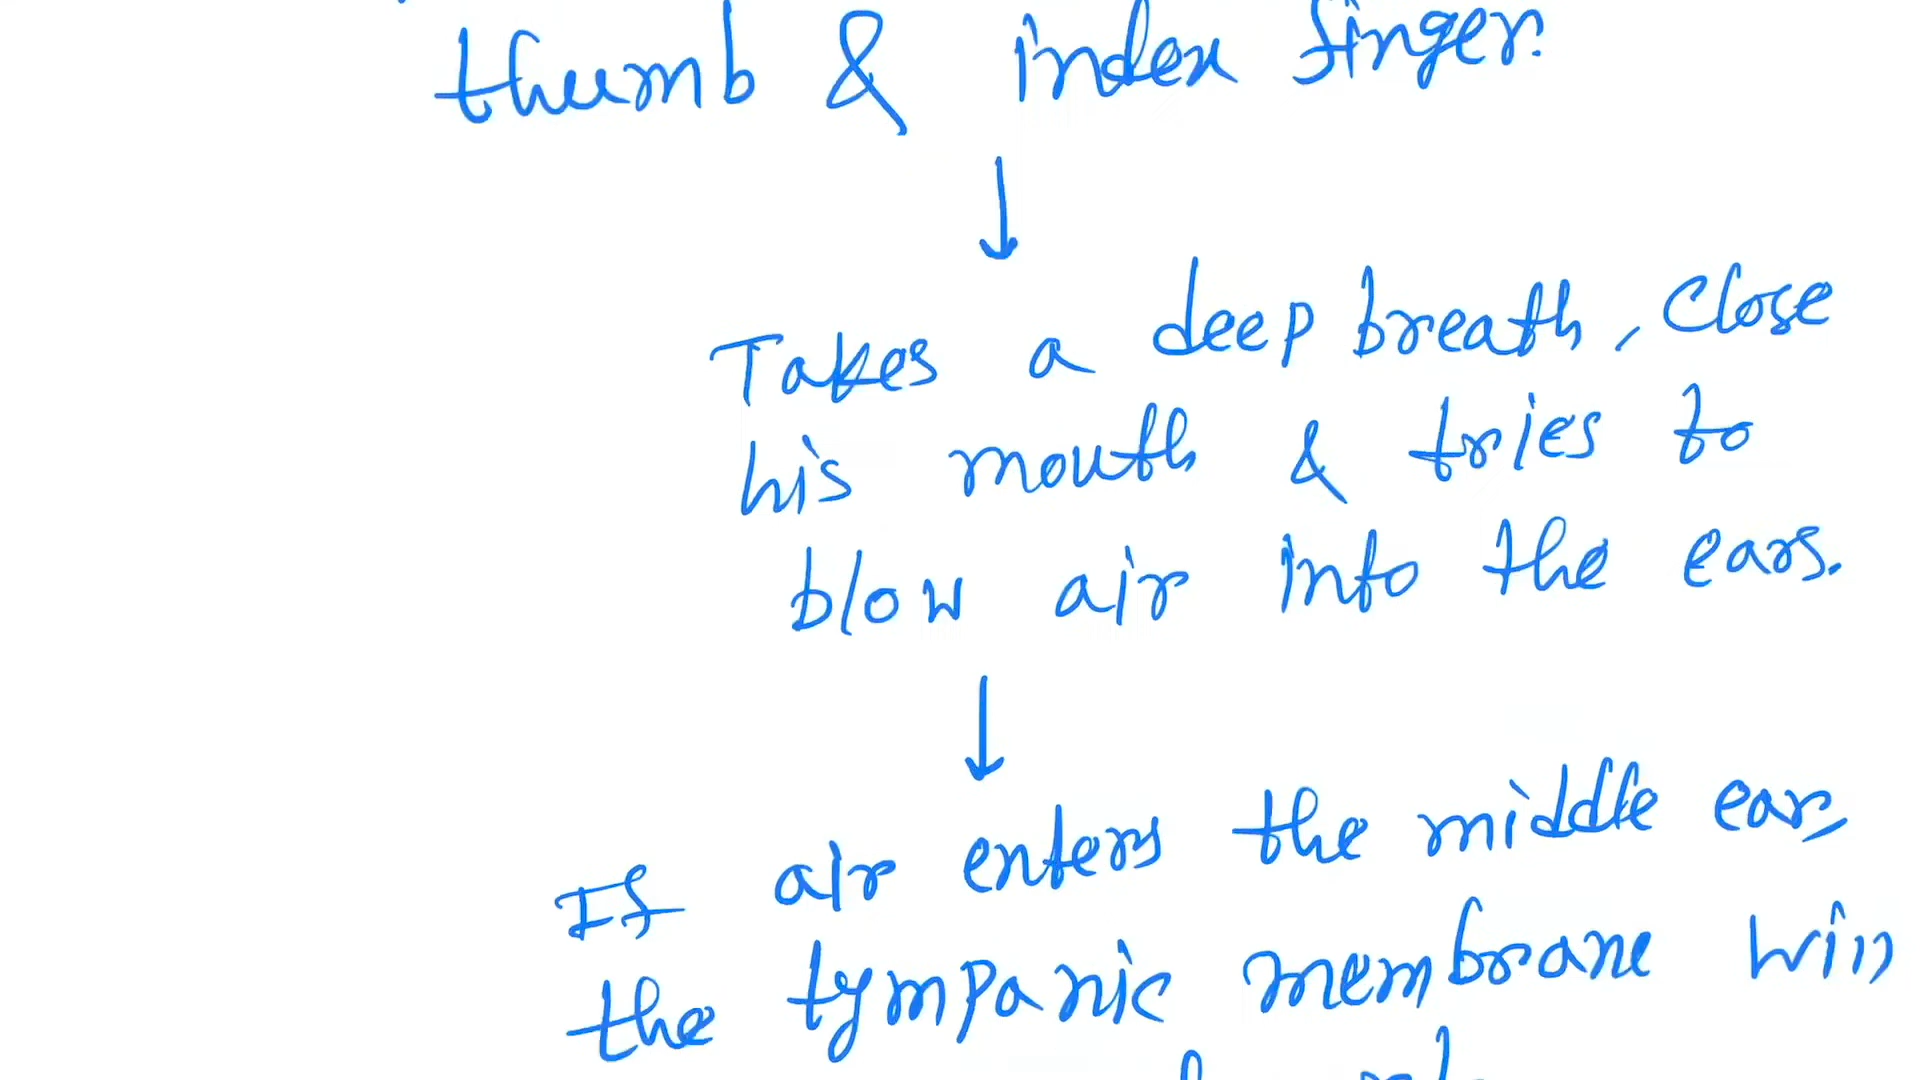 thumb & index finger.
↓
Takes a deep breath, close
his mouth & tries to
blow air into the ears.
↓
If air enters the middle ear,
the tympanic membrane will